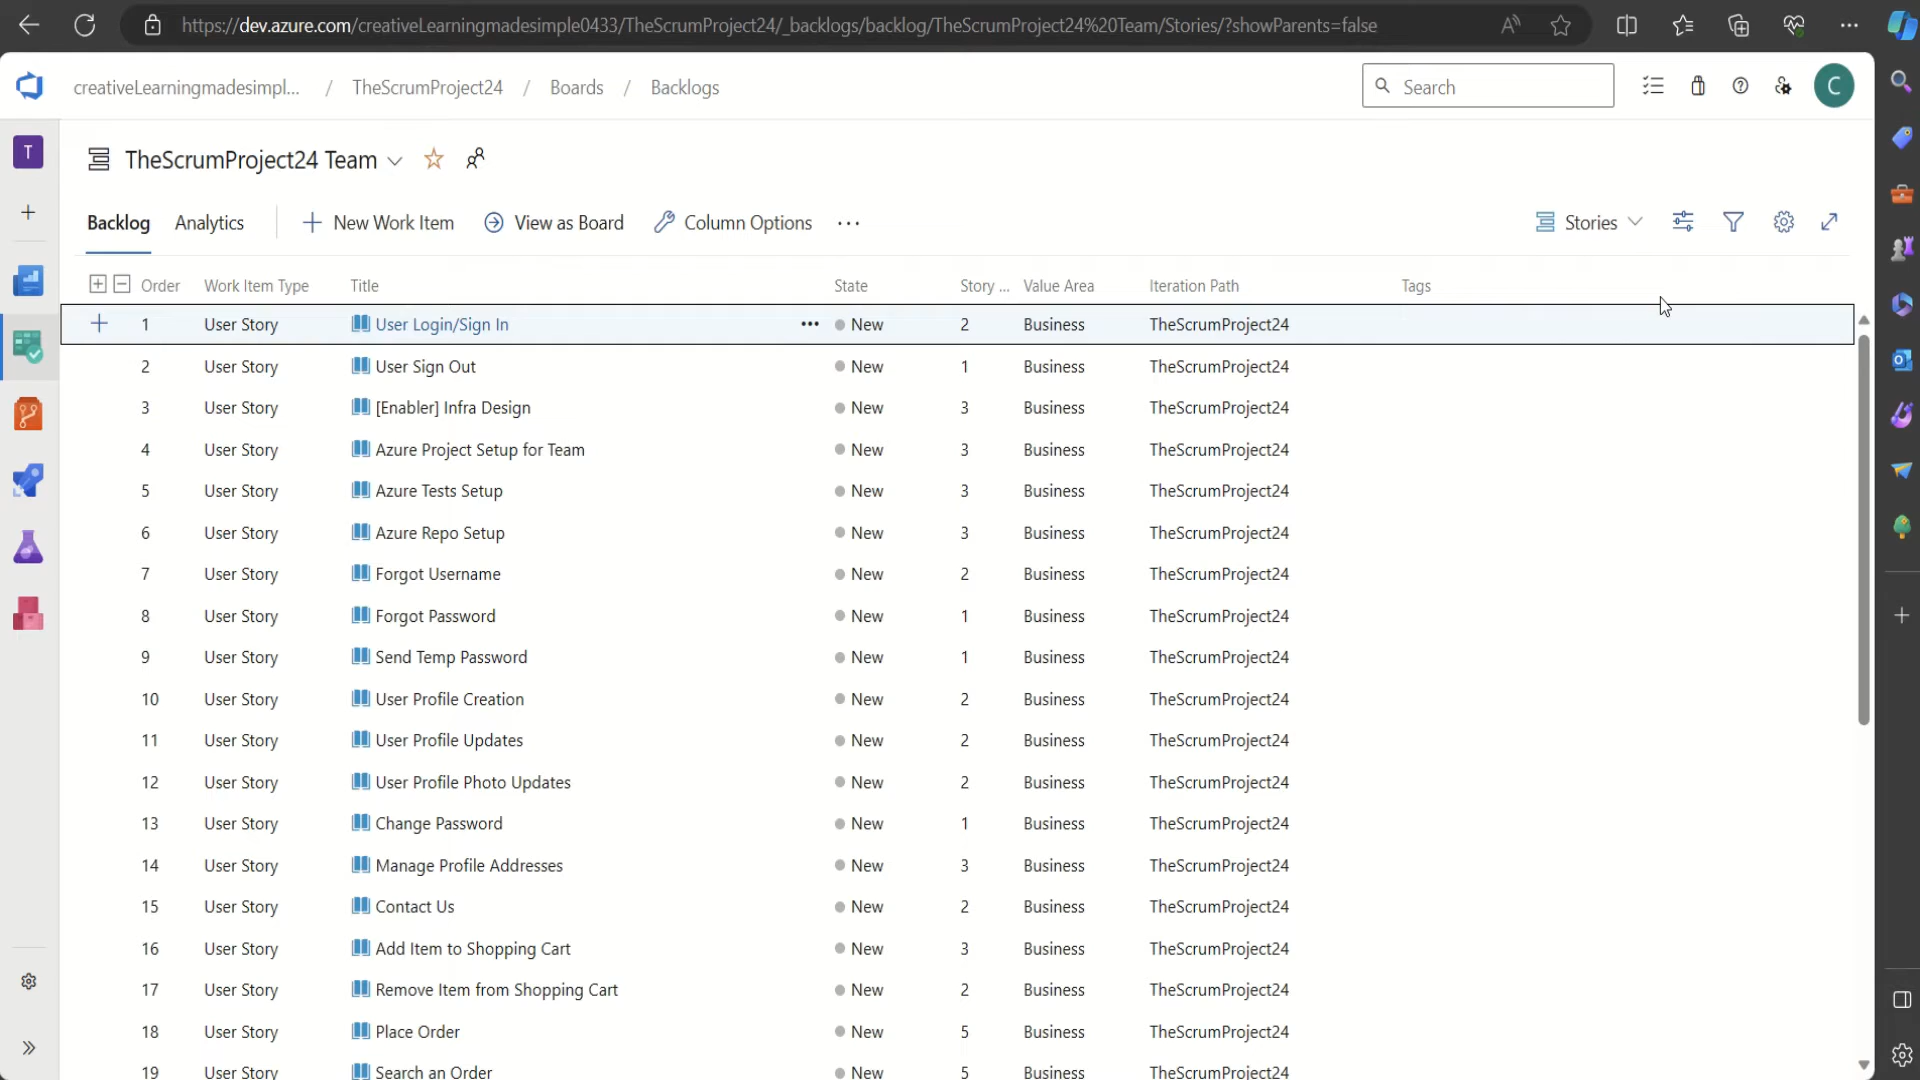 https://dev.azure.com/creativeLearningmadesimple0433/TheScrumProject24/_backlogs/backlog/TheScrumProject24%20Team/Stories/?showParents=false
creativeLearningmadesimpl... / TheScrumProject24 / Boards / Backlogs Search C
T TheScrumProject24 Team
Backlog Analytics New Work Item View as Board Column Options Stories
Order Work Item Type Title State Story ... Value Area Iteration Path Tags
1 User Story User Login/Sign In New 2 Business TheScrumProject24
2 User Story User Sign Out New 1 Business TheScrumProject24
3 User Story [Enabler] Infra Design New 3 Business TheScrumProject24
4 User Story Azure Project Setup for Team New 3 Business TheScrumProject24
5 User Story Azure Tests Setup New 3 Business TheScrumProject24
6 User Story Azure Repo Setup New 3 Business TheScrumProject24
7 User Story Forgot Username New 2 Business TheScrumProject24
8 User Story Forgot Password New 1 Business TheScrumProject24
9 User Story Send Temp Password New 1 Business TheScrumProject24
10 User Story User Profile Creation New 2 Business TheScrumProject24
11 User Story User Profile Updates New 2 Business TheScrumProject24
12 User Story User Profile Photo Updates New 2 Business TheScrumProject24
13 User Story Change Password New 1 Business TheScrumProject24
14 User Story Manage Profile Addresses New 3 Business TheScrumProject24
15 User Story Contact Us New 2 Business TheScrumProject24
16 User Story Add Item to Shopping Cart New 3 Business TheScrumProject24
17 User Story Remove Item from Shopping Cart New 2 Business TheScrumProject24
18 User Story Place Order New 5 Business TheScrumProject24
19 User Story Search an Order New 5 Business TheScrumProject24